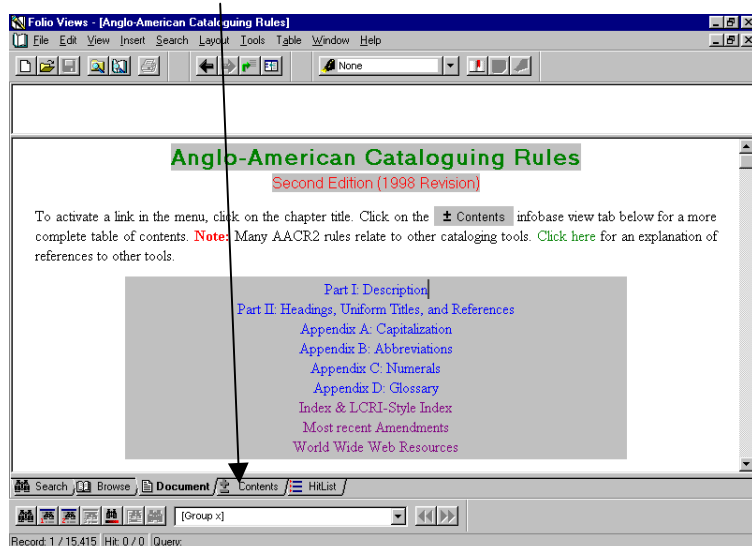 Folio Views - [Anglo-American Cataloguing Rules]
File Edit View Insert Search Layout Tools Table Window Help
None
Anglo-American Cataloguing Rules
Second Edition (1998 Revision)
To activate a link in the menu, click on the chapter title. Click on the ± Contents infobase view tab below for a more
complete table of contents. Note: Many AACR2 rules relate to other cataloging tools. Click here for an explanation of
references to other tools.
Part I: Description
Part II: Headings, Uniform Titles, and References
Appendix A: Capitalization
Appendix B: Abbreviations
Appendix C: Numerals
Appendix D: Glossary
Index & LCRI-Style Index
Most recent Amendments
World Wide Web Resources
Search Browse Document Contents HitList
[Group x]
Record: 1 / 15,415 Hit: 0 / 0 Query: